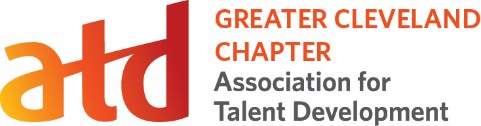 atd
GREATER CLEVELAND
CHAPTER
Association for
Talent Development